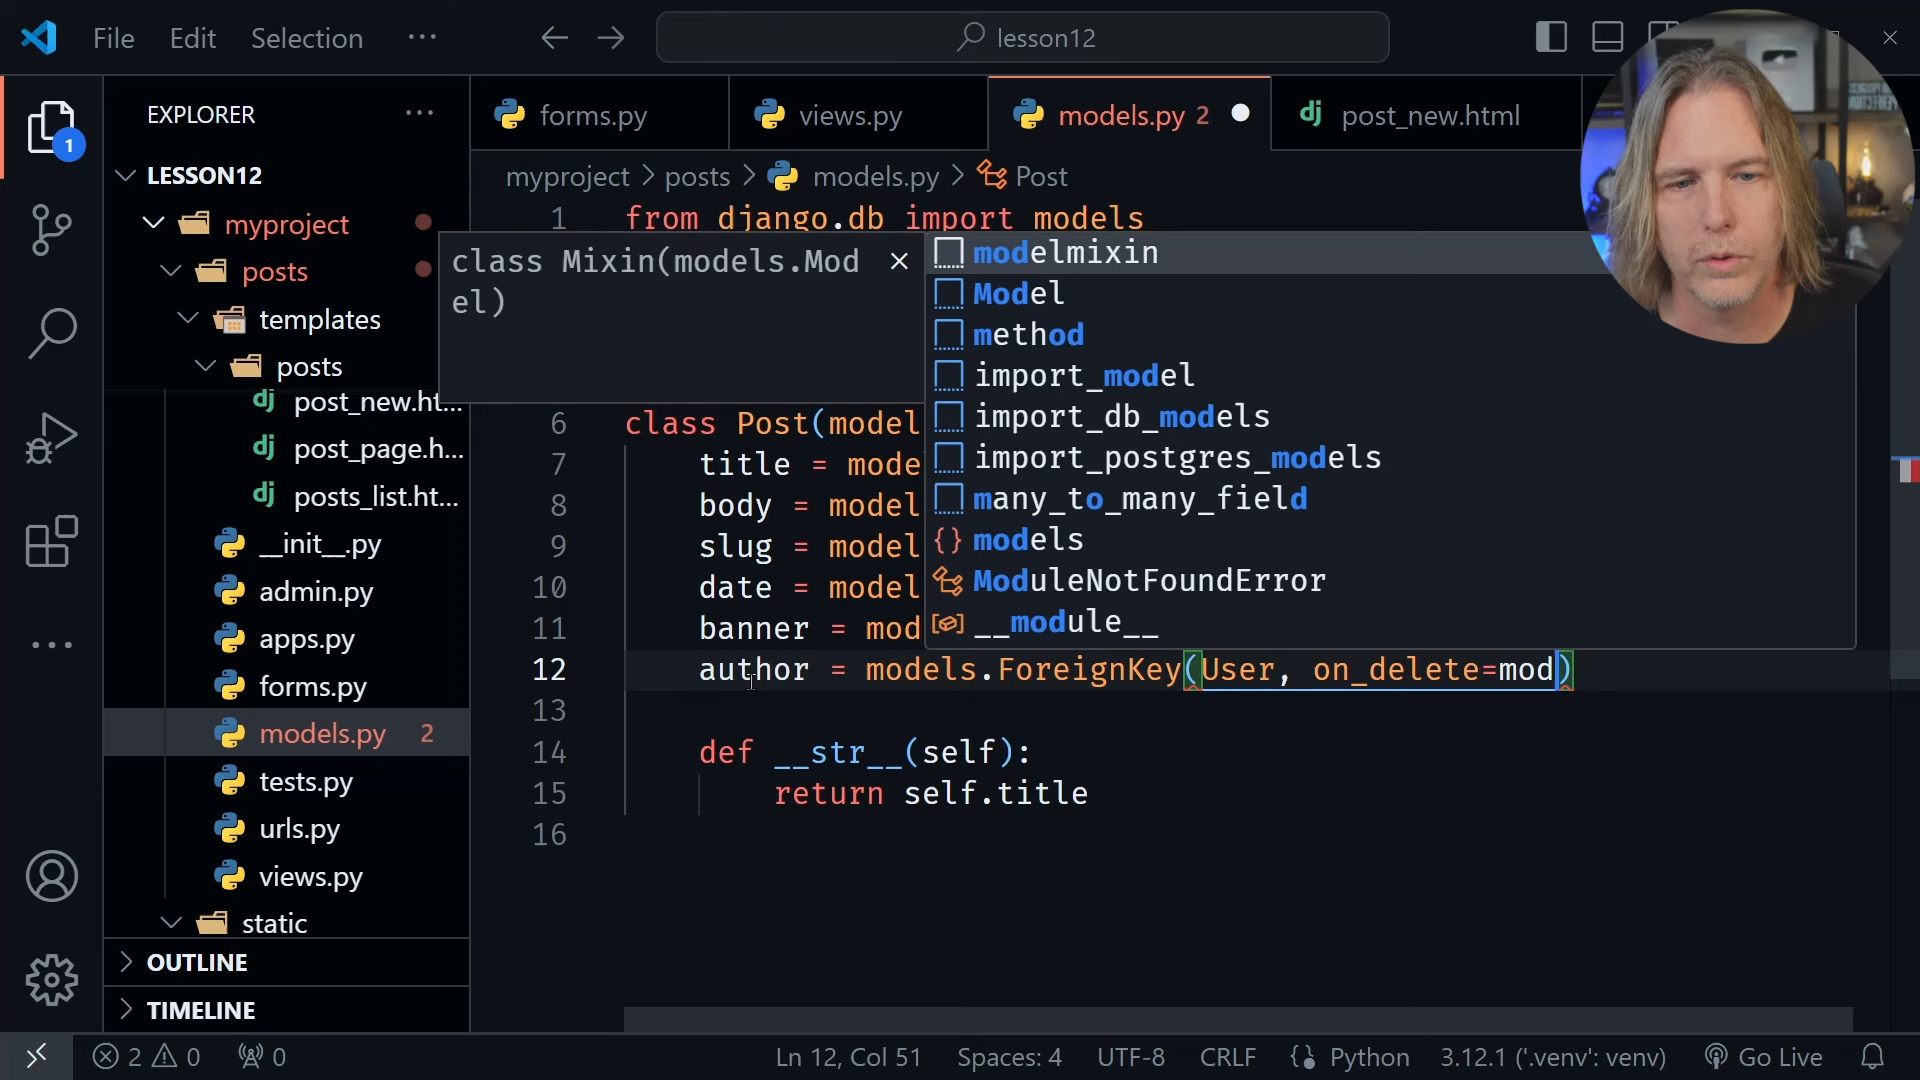 File Edit Selection ··· lesson12
EXPLORER ···
LESSON12
myproject
posts
templates
posts
post_new.ht...
post_page.h...
posts_list.ht...
__init__.py
admin.py
apps.py
forms.py
models.py 2
tests.py
urls.py
views.py
static
OUTLINE
TIMELINE
1
forms.py views.py models.py 2 post_new.html
myproject > posts > models.py > Post
1 from django.db import models
class Mixin(models.Mod
el)
modelmixin
Model
method
import_model
import_db_models
import_postgres_models
many_to_many_field
models
ModuleNotFoundError
__module__
6 class Post(model
7 title = mode
8 body = model
9 slug = model
10 date = model
11 banner = mod
12 author = models.ForeignKey(User, on_delete=mod)
13
14 def __str__(self):
15 return self.title
16
2 0 0 Ln 12, Col 51 Spaces: 4 UTF-8 CRLF Python 3.12.1 ('.venv': venv) Go Live